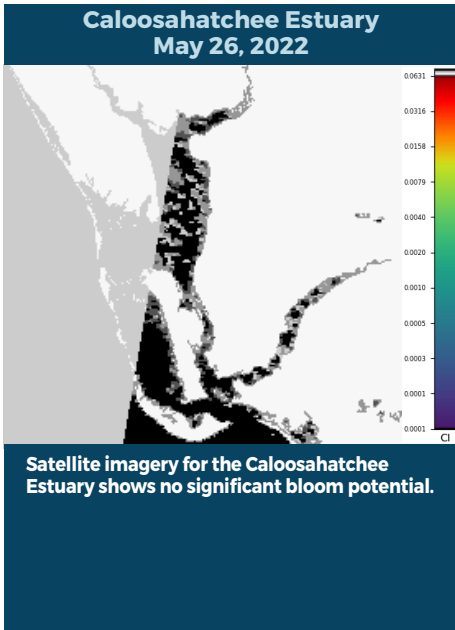 Caloosahatchee Estuary
May 26, 2022
0.0631
0.0316
0.0158
0.0079
0.0040
0.0020
0.0010
0.0005
0.0003
0.0001
0.0001
CI
Satellite imagery for the Caloosahatchee
Estuary shows no significant bloom potential.